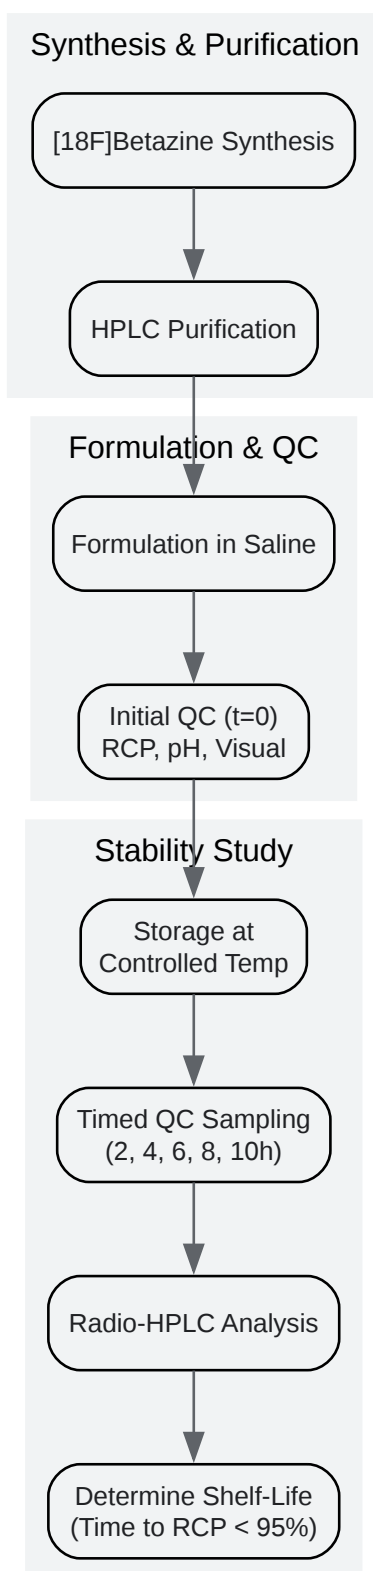 Synthesis & Purification
[18F]Betazine Synthesis
HPLC Purification
Formulation & QC
Formulation in Saline
Initial QC (t=0)
RCP, pH, Visual
Stability Study
Storage at
Controlled Temp
Timed QC Sampling
(2, 4, 6, 8, 10h)
Radio-HPLC Analysis
Determine Shelf-Life
(Time to RCP < 95%)